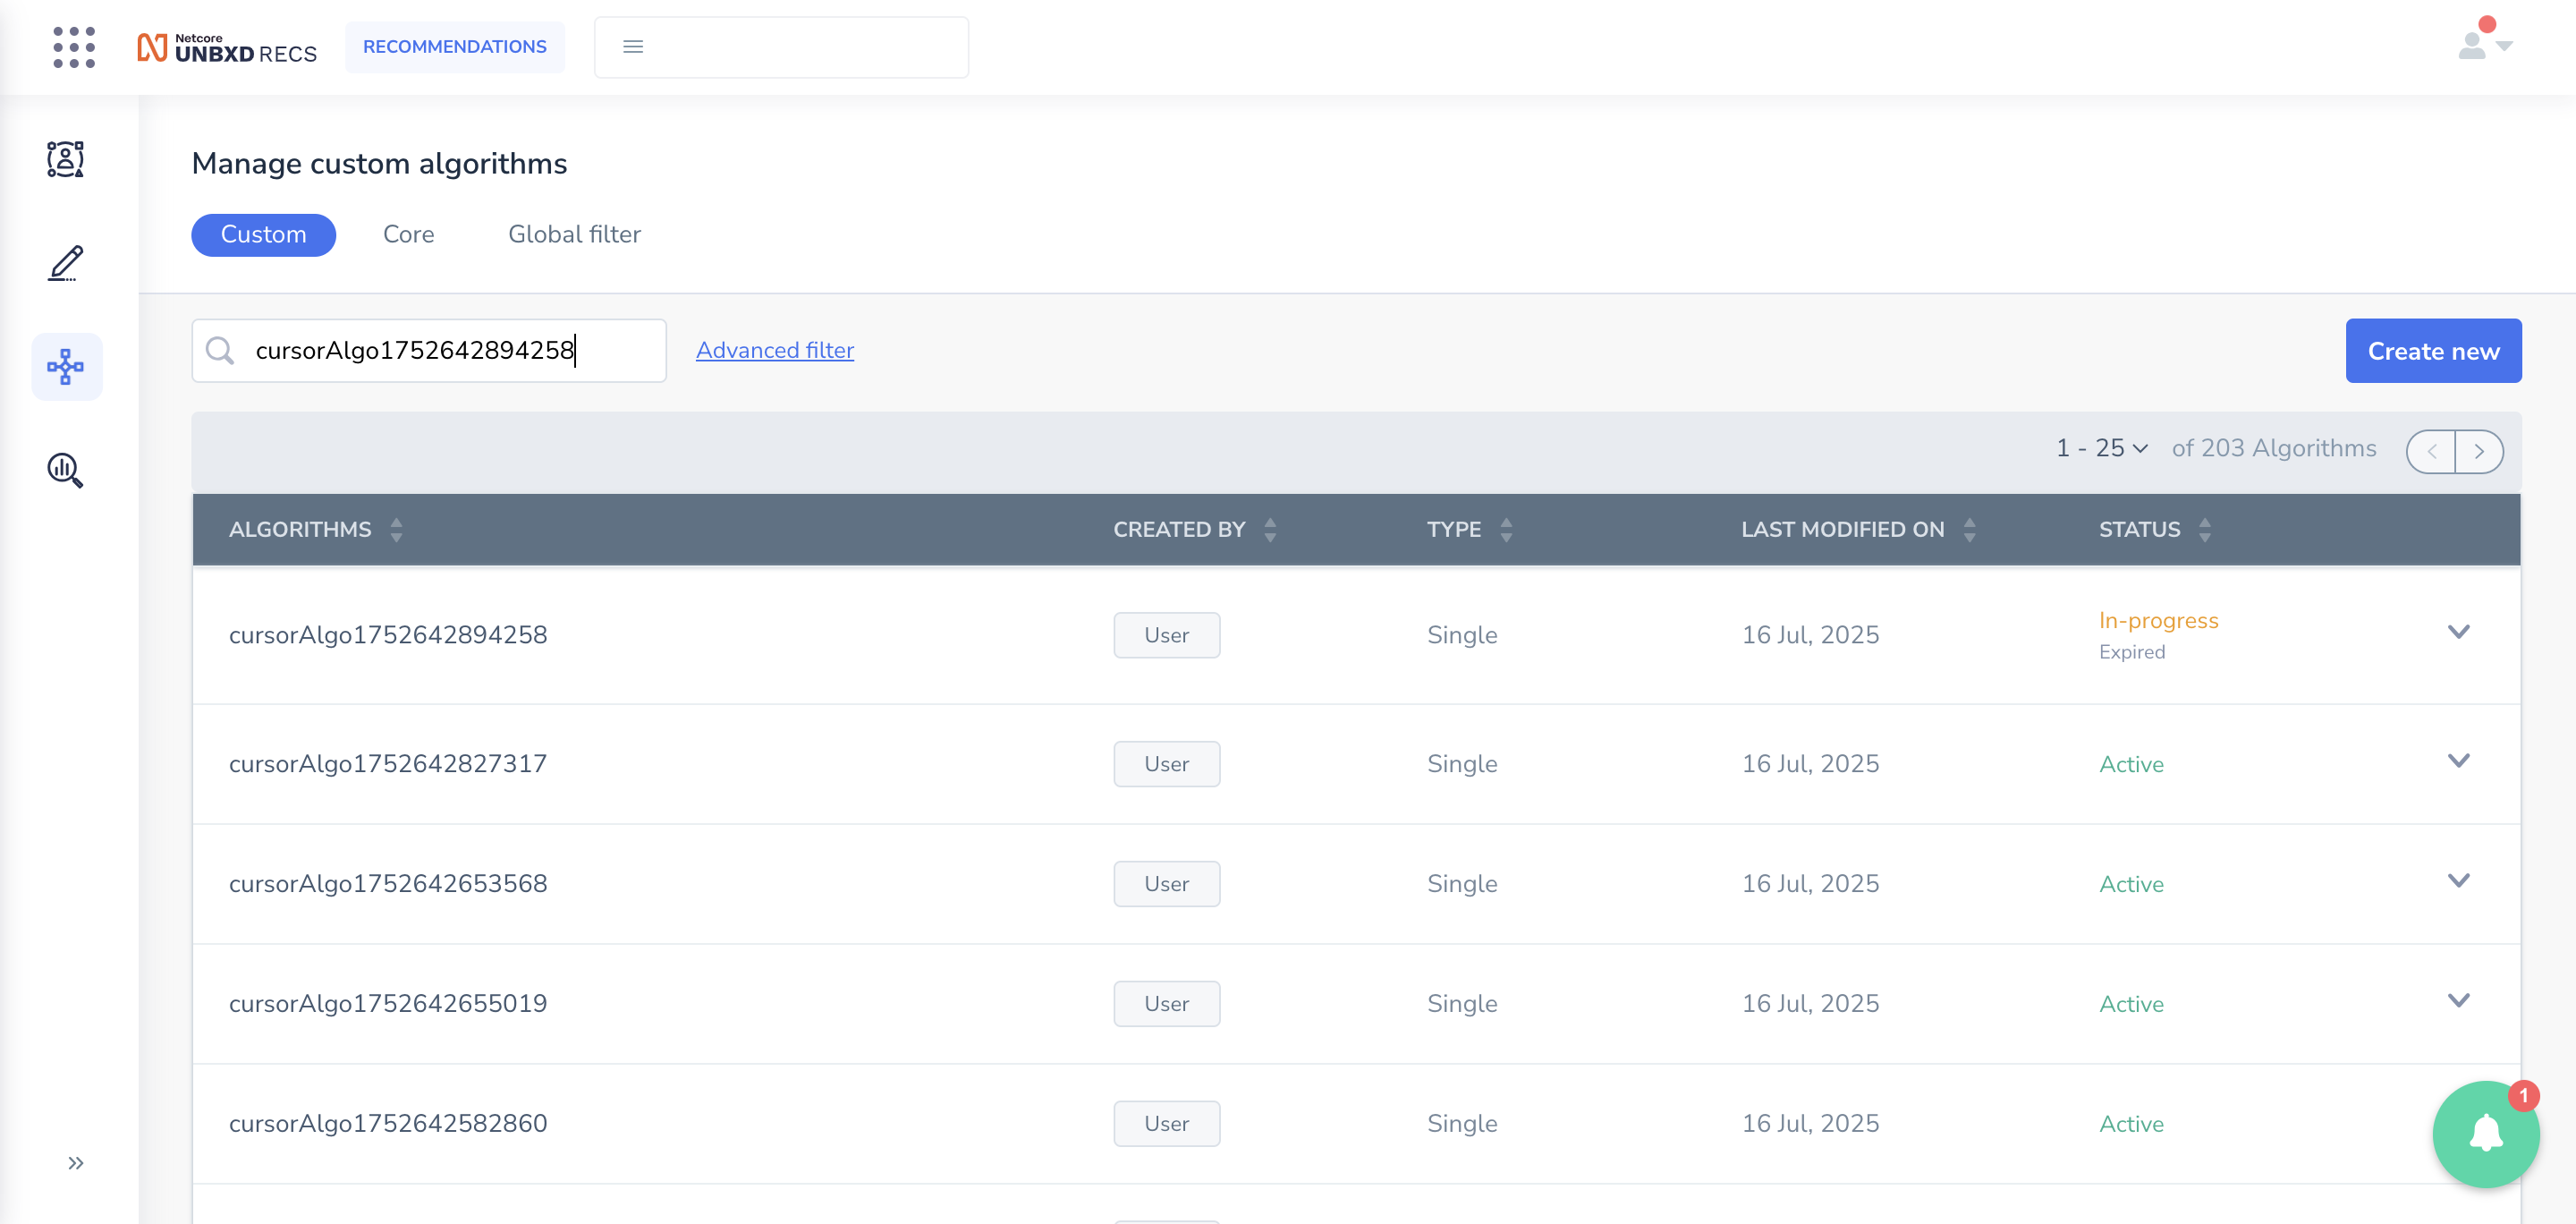 Netcore
UNBXD RECS
RECOMMENDATIONS
Manage custom algorithms
Custom Core Global filter
cursorAlgo1752642894258 Advanced filter Create new
1 - 25 of 203 Algorithms
ALGORITHMS CREATED BY TYPE LAST MODIFIED ON STATUS
cursorAlgo1752642894258 User Single 16 Jul, 2025 In-progress
Expired
cursorAlgo1752642827317 User Single 16 Jul, 2025 Active
cursorAlgo1752642653568 User Single 16 Jul, 2025 Active
cursorAlgo1752642655019 User Single 16 Jul, 2025 Active
1
cursorAlgo1752642582860 User Single 16 Jul, 2025 Active